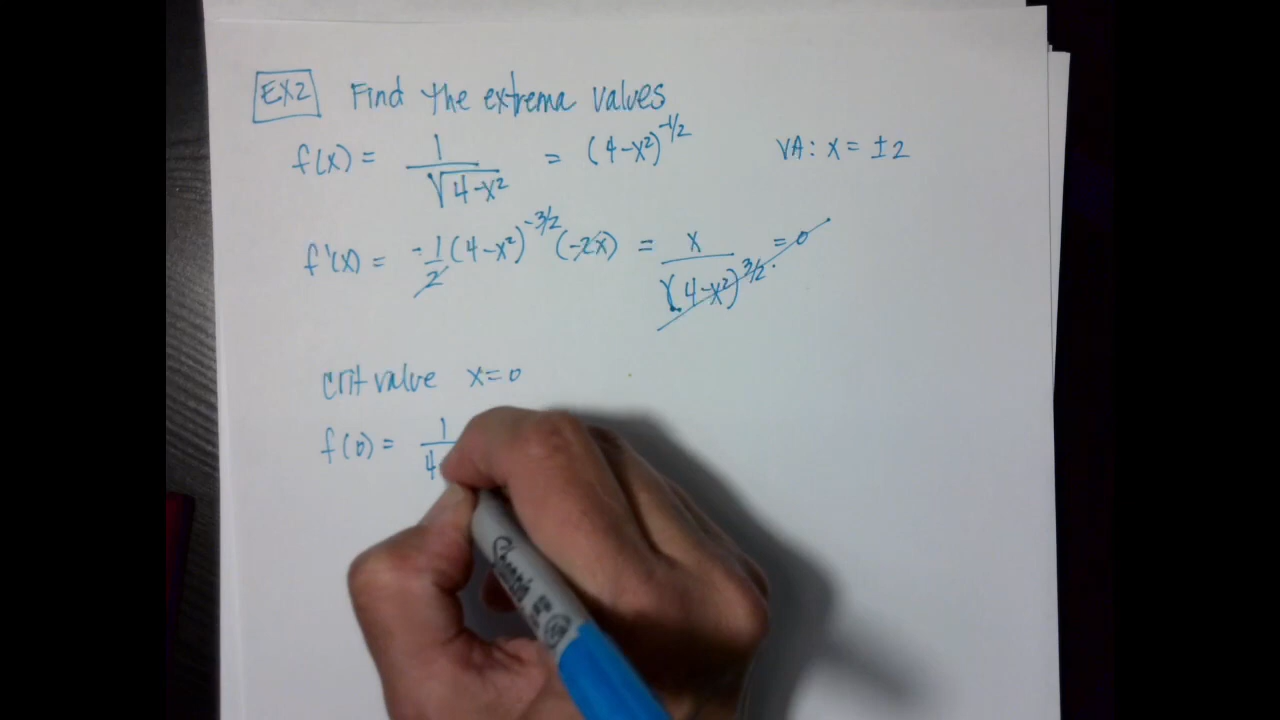 EX2 Find the extrema values
f(x) = 1/√(4-x²) = (4-x²)^(-1/2) VA: x = ±2
f'(x) = -1/2 (4-x²)^(-3/2) (-2x) = x/(4-x²)^(3/2) = 0
crit value x=0
f(0) = 1/4
Sharpie